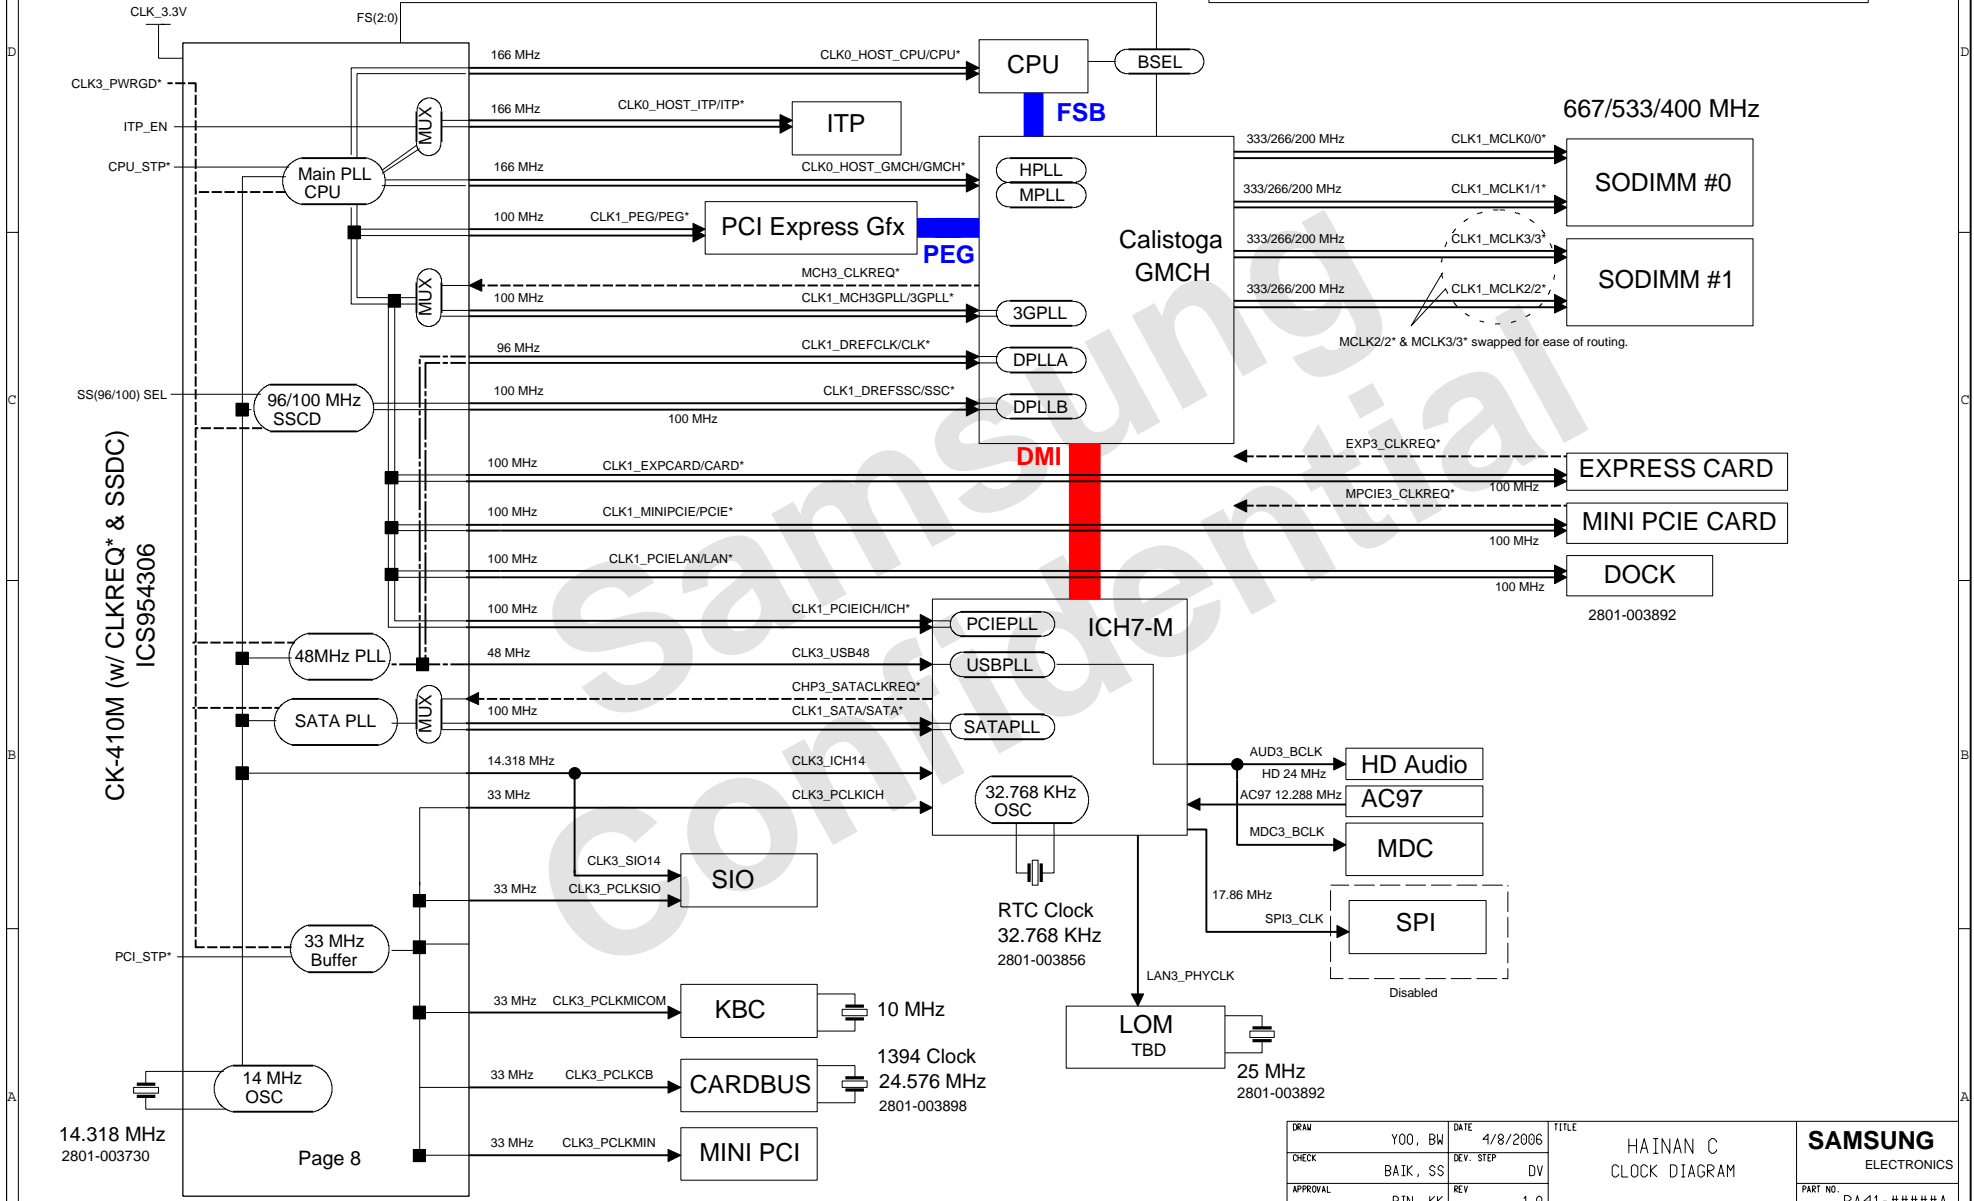 CLK_3.3V
FS(2:0)
D
D
CLK3_PWRGD*
ITP_EN
CPU_STP*
Main PLL
CPU
MUX
166 MHz
CLK0_HOST_CPU/CPU*
CPU
BSEL
FSB
166 MHz
CLK0_HOST_ITP/ITP*
ITP
166 MHz
CLK0_HOST_GMCH/GMCH*
HPLL
MPLL
100 MHz
CLK1_PEG/PEG*
PCI Express Gfx
PEG
Calistoga
GMCH
MUX
MCH3_CLKREQ*
100 MHz
CLK1_MCH3GPLL/3GPLL*
3GPLL
667/533/400 MHz
333/266/200 MHz
CLK1_MCLK0/0*
SODIMM #0
333/266/200 MHz
CLK1_MCLK1/1*
333/266/200 MHz
CLK1_MCLK3/3*
SODIMM #1
333/266/200 MHz
CLK1_MCLK2/2*
MCLK2/2* & MCLK3/3* swapped for ease of routing.
96 MHz
CLK1_DREFCLK/CLK*
DPLLA
C
C
SS(96/100) SEL
96/100 MHz
SSCD
100 MHz
CLK1_DREFSSC/SSC*
100 MHz
DPLLB
DMI
EXP3_CLKREQ*
100 MHz
CLK1_EXPCARD/CARD*
100 MHz
EXPRESS CARD
MPCIE3_CLKREQ*
100 MHz
CLK1_MINIPCIE/PCIE*
100 MHz
MINI PCIE CARD
100 MHz
CLK1_PCIELAN/LAN*
100 MHz
DOCK
2801-003892
CK-410M (w/ CLKREQ* & SSDC)
ICS954306
100 MHz
CLK1_PCIEICH/ICH*
PCIEPLL
ICH7-M
48MHz PLL
48 MHz
CLK3_USB48
USBPLL
SATA PLL
MUX
CHP3_SATACLKREQ*
100 MHz
CLK1_SATA/SATA*
SATAPLL
B
B
14.318 MHz
CLK3_ICH14
33 MHz
CLK3_PCLKICH
32.768 KHz
OSC
AUD3_BCLK
HD 24 MHz
HD Audio
AC97 12.288 MHz
AC97
MDC3_BCLK
MDC
CLK3_SIO14
33 MHz
CLK3_PCLKSIO
SIO
RTC Clock
32.768 KHz
2801-003856
17.86 MHz
SPI3_CLK
SPI
Disabled
PCI_STP*
33 MHz
Buffer
LAN3_PHYCLK
LOM
TBD
25 MHz
2801-003892
33 MHz
CLK3_PCLKMICOM
KBC
10 MHz
33 MHz
CLK3_PCLKCB
CARDBUS
1394 Clock
24.576 MHz
2801-003898
33 MHz
CLK3_PCLKMIN
MINI PCI
A
A
14 MHz
OSC
14.318 MHz
2801-003730
Page 8
Samsung
Confidential
DRAW
YOO, BW
DATE
4/8/2006
TITLE
HAINAN C
CLOCK DIAGRAM
SAMSUNG
ELECTRONICS
CHECK
BAIK, SS
DEV. STEP
DV
APPROVAL
REV
1.0
PART NO.